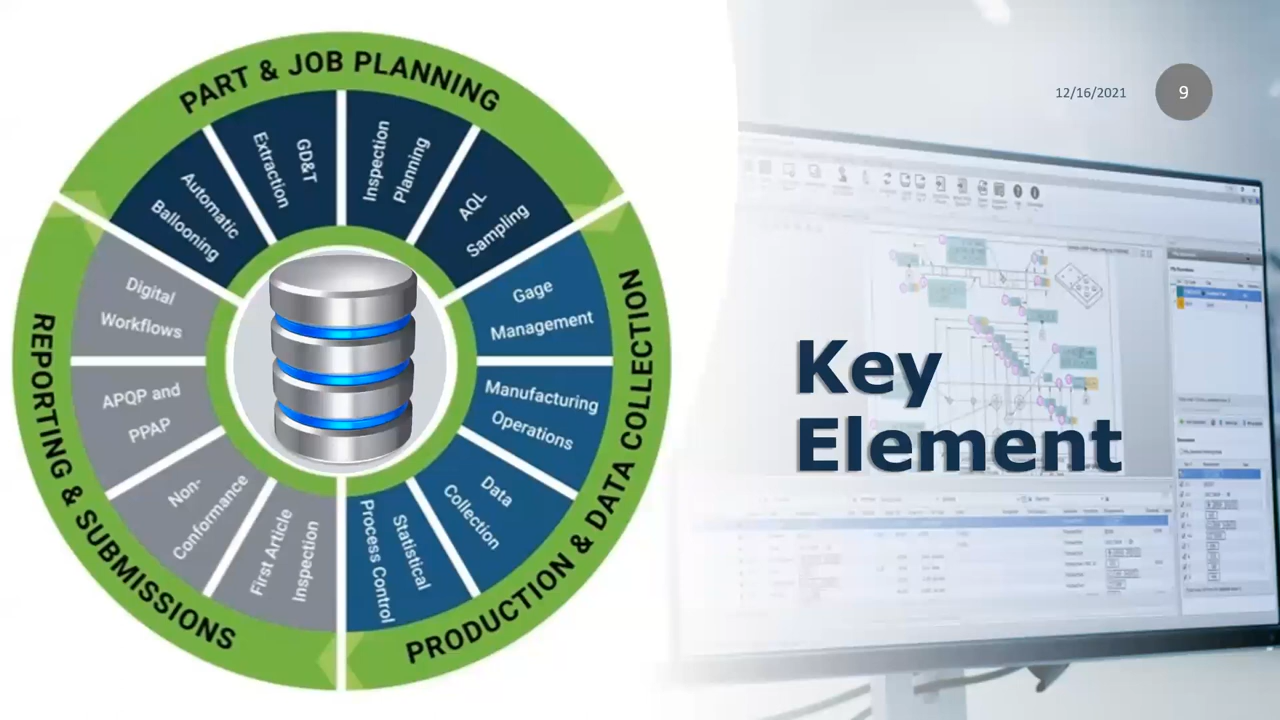 PART & JOB PLANNING
Automatic
Ballooning
GD&T
Extraction
Inspection
Planning
AQL
Sampling
PRODUCTION & DATA COLLECTION
Gage
Management
Manufacturing
Operations
Data
Collection
Statistical
Process Control
REPORTING & SUBMISSIONS
First Article
Inspection
Non-
Conformance
APQP and
PPAP
Digital
Workflows
12/16/2021
9
Key
Element